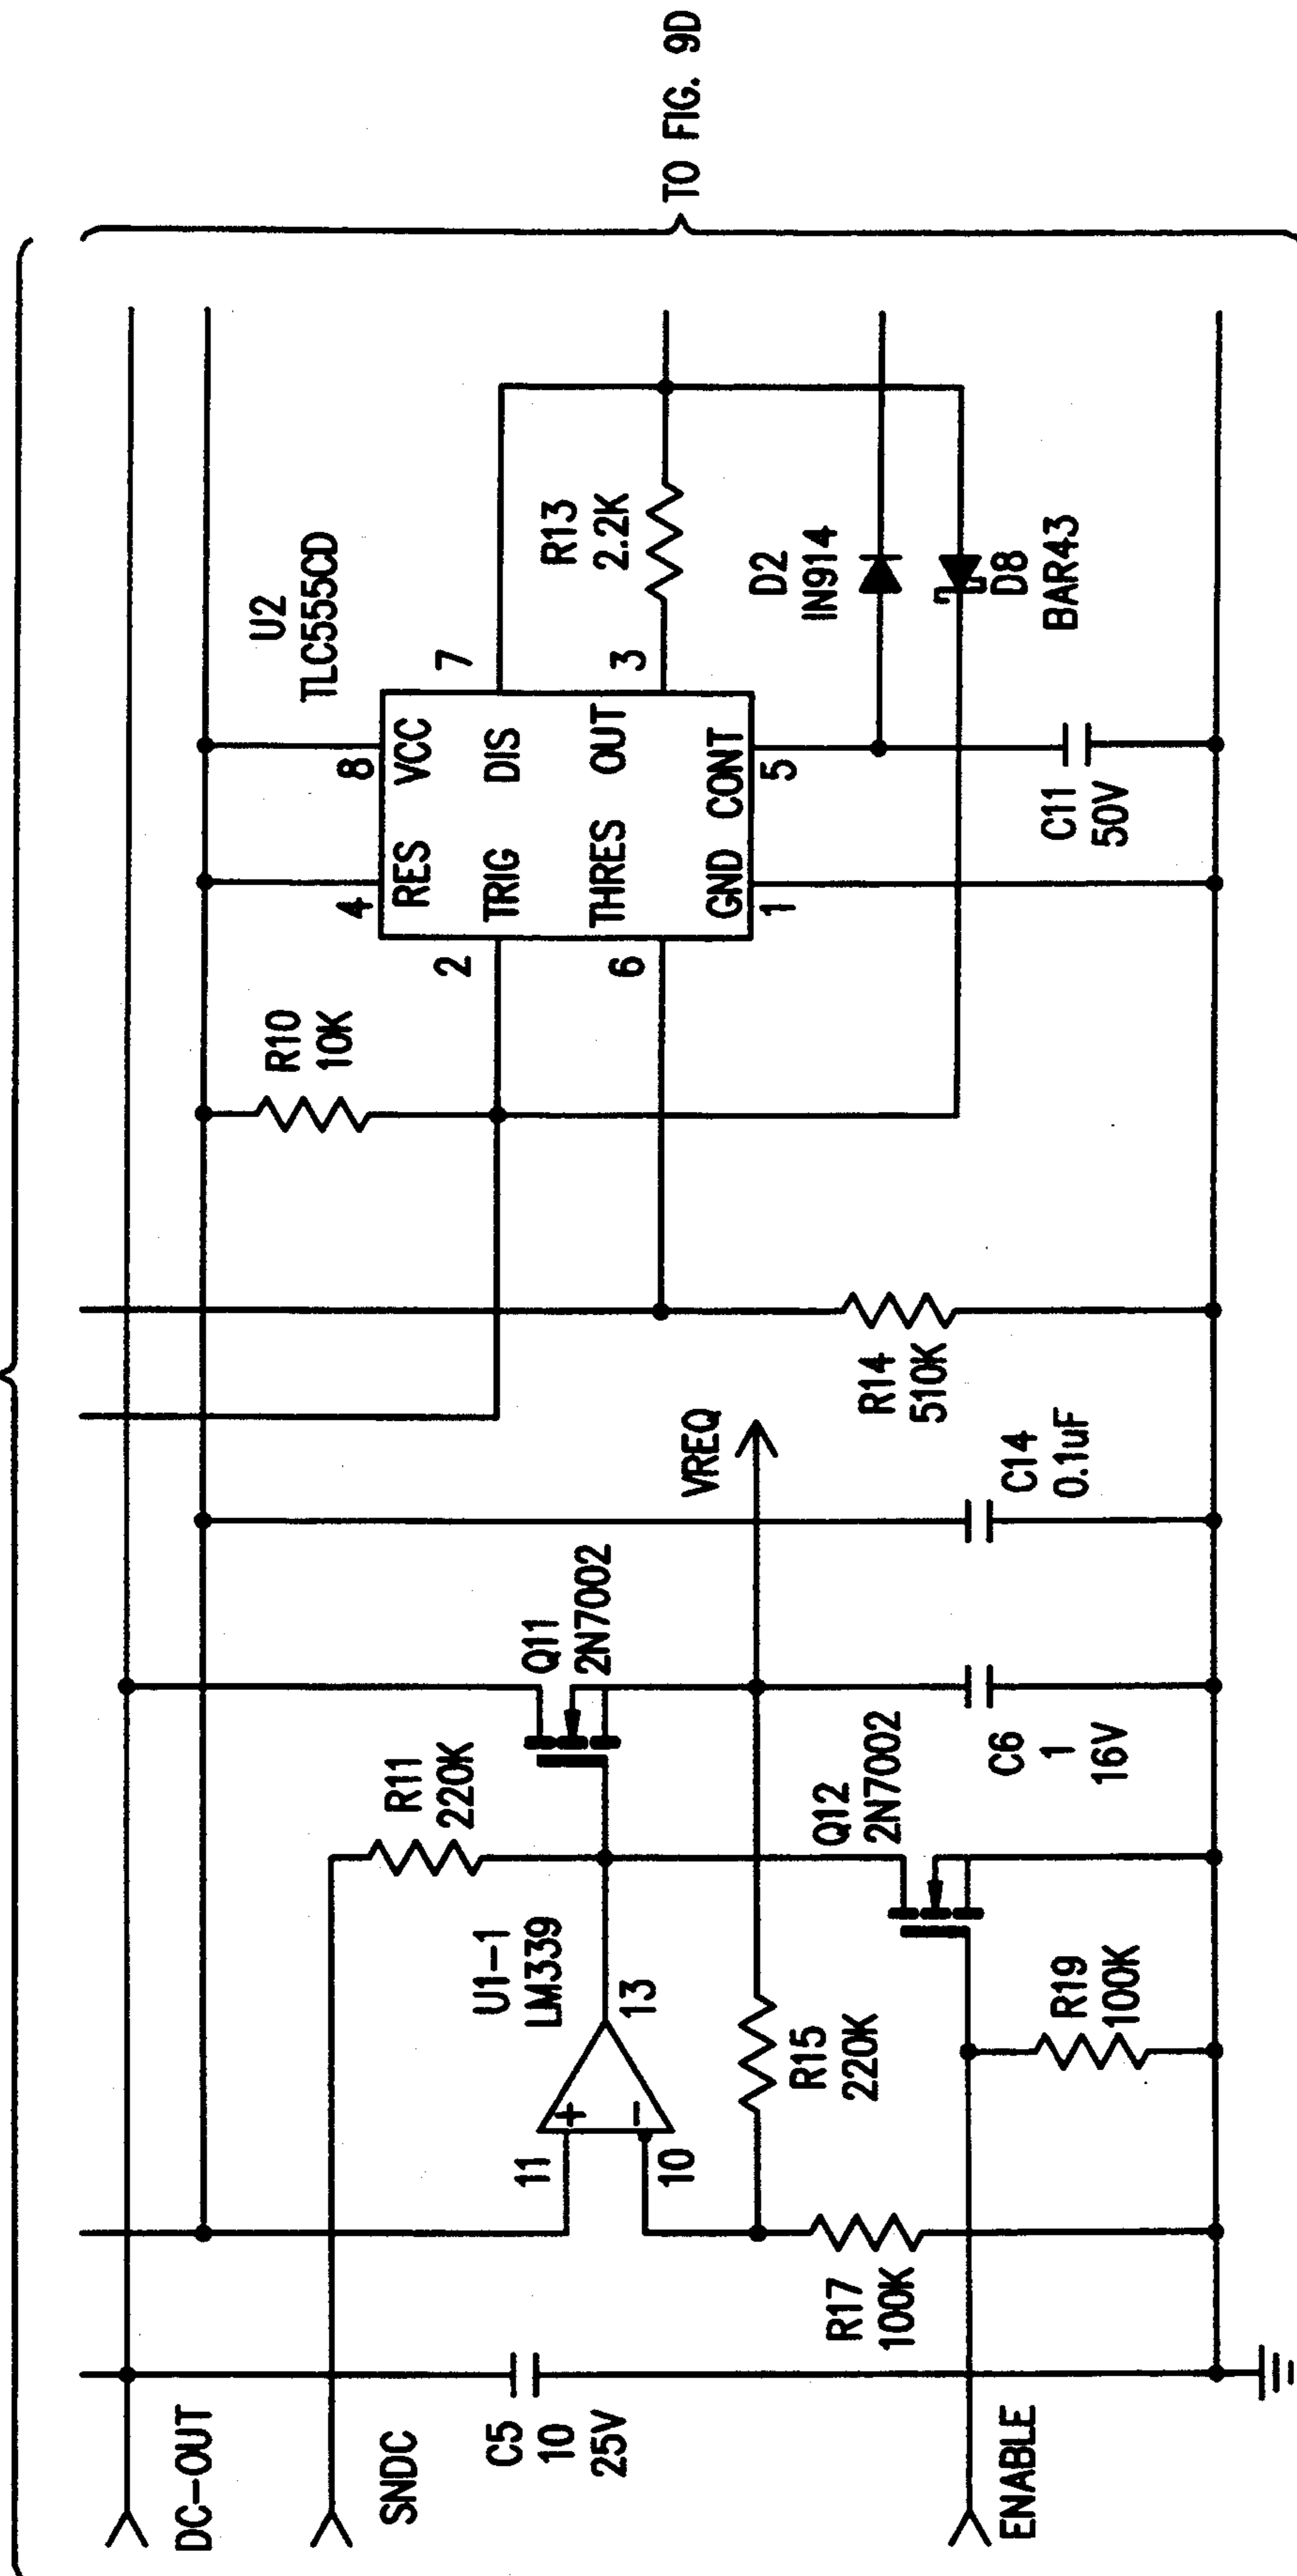 TO FIG. 9D
U2
TLC555CD
8
4
VCC
RES
7
DIS
TRIG
2
OUT
3
THRES
6
CONT
5
GND
1
R10
10K
R13
2.2K
D2
IN914
D8
BAR43
C11
50V
R14
510K
VREQ
C14
0.1uF
Q11
2N7002
R11
220K
U1-1
LM339
11
+
13
10
-
R15
220K
Q12
2N7002
C6
1
16V
R19
100K
R17
100K
C5
10
25V
DC-OUT
SNDC
ENABLE